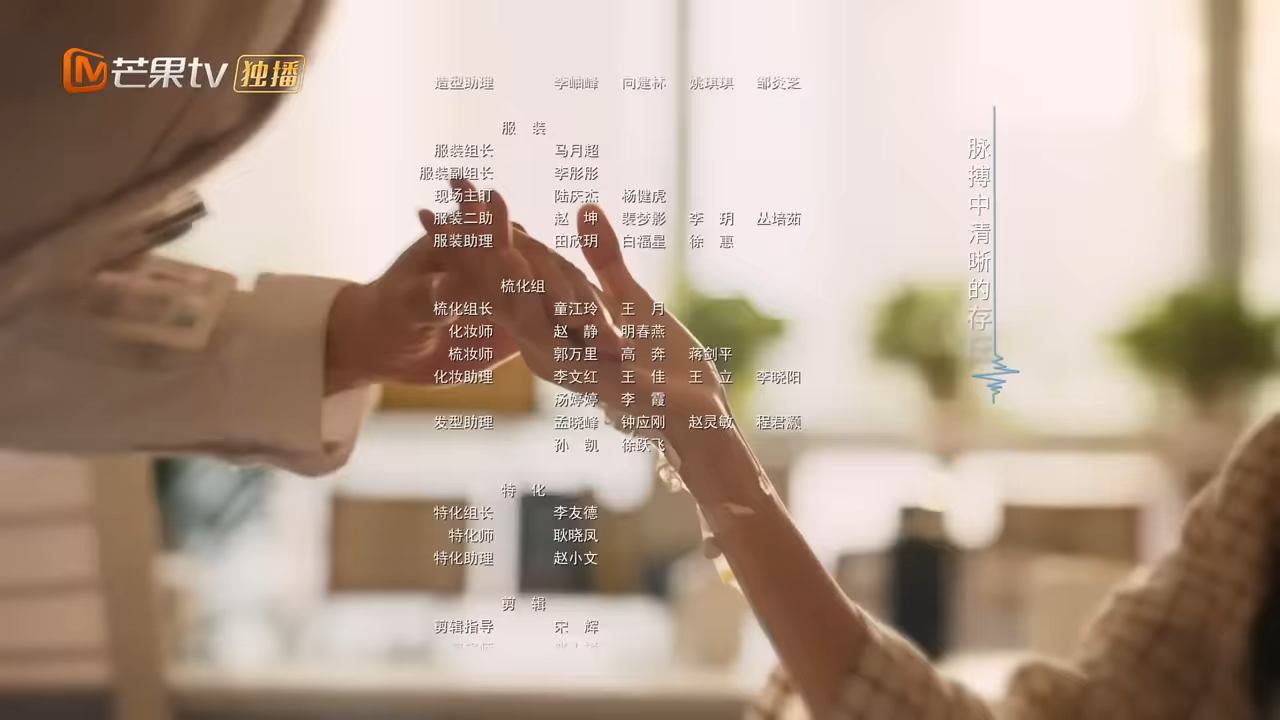 芒果tv 独播
造型助理 李岫峰 向建林 姚琪琪 邹炎芝
服 装
服装组长 马月超
服装副组长 李彤彤
现场主盯 陆庆杰 杨健虎
服装二助 赵 坤 裴梦影 李 玥 丛培茹
服装助理 田欣玥 白福星 徐 惠
梳化组
梳化组长 童江玲 王 月
化妆师 赵 静 明春燕
梳妆师 郭万里 高 奔 蒋剑平
化妆助理 李文红 王 佳 王 立 李晓阳
汤婷婷 李 霞
发型助理 孟晓峰 钟应刚 赵灵敏 程君灏
孙 凯 徐跃飞
特 化
特化组长 李友德
特化师 耿晓凤
特化助理 赵小文
剪 辑
剪辑指导 宋 辉
脉搏中清晰的存